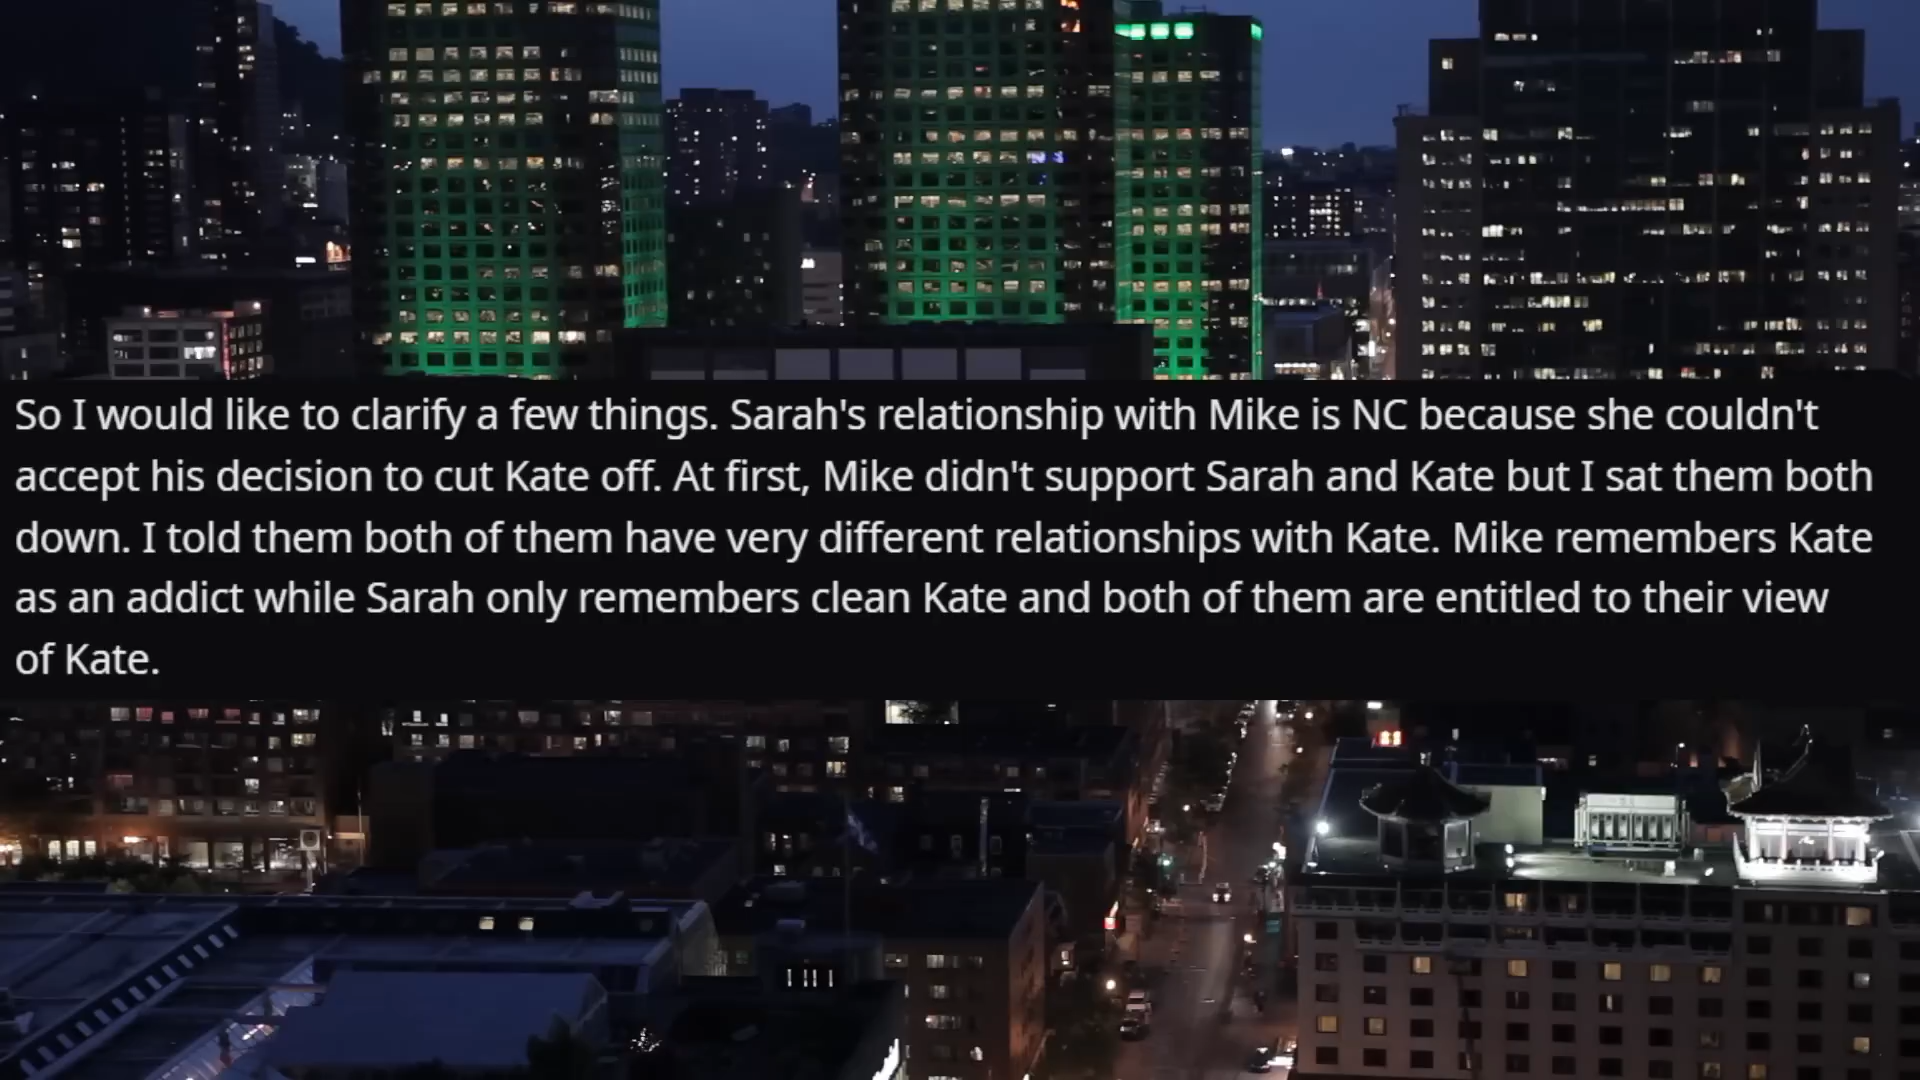 So I would like to clarify a few things. Sarah's relationship with Mike is NC because she couldn't
accept his decision to cut Kate off. At first, Mike didn't support Sarah and Kate but I sat them both
down. I told them both of them have very different relationships with Kate. Mike remembers Kate
as an addict while Sarah only remembers clean Kate and both of them are entitled to their view
of Kate.